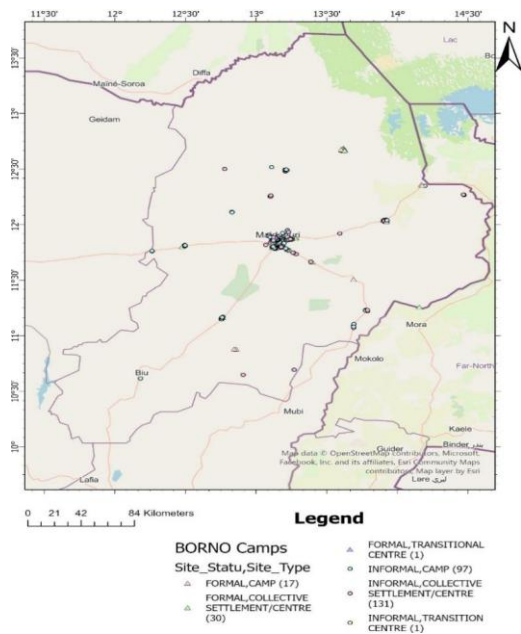 11°30' 12° 12°30' 13° 13°30' 14° 14°30'
N
Lac
13°30'
Diffa
Maïné-Soroa
13°
Geidam
12°30'
12°
11°30'
11°
Mora
Mokolo
Far-North
Biu
10°30'
Mubi
Kaele
10°
Guider
Binder بندر
Map data © OpenStreetMap contributors, Microsoft,
Facebook, Inc. and its affiliates, Esri Community Maps
contributors, Map layer by Esri
Lafia
Lere ليري
0 21 42 84 Kilometers
Legend
BORNO Camps
Site_Statu,Site_Type
FORMAL,CAMP (17)
FORMAL,COLLECTIVE
SETTLEMENT/CENTRE
(30)
FORMAL,TRANSITIONAL
CENTRE (1)
INFORMAL,CAMP (97)
INFORMAL,COLLECTIVE
SETTLEMENT/CENTRE
(131)
INFORMAL,TRANSITION
CENTRE (1)